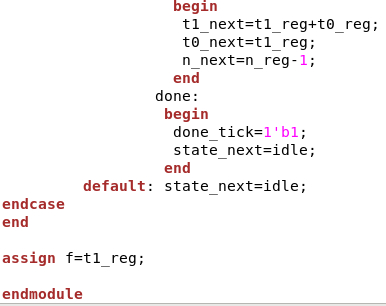 begin
t1_next=t1_reg+t0_reg;
t0_next=t1_reg;
n_next=n_reg-1;
end
done:
begin
done_tick=1'b1;
state_next=idle;
end
default: state_next=idle;
endcase
end
assign f=t1_reg;
endmodule